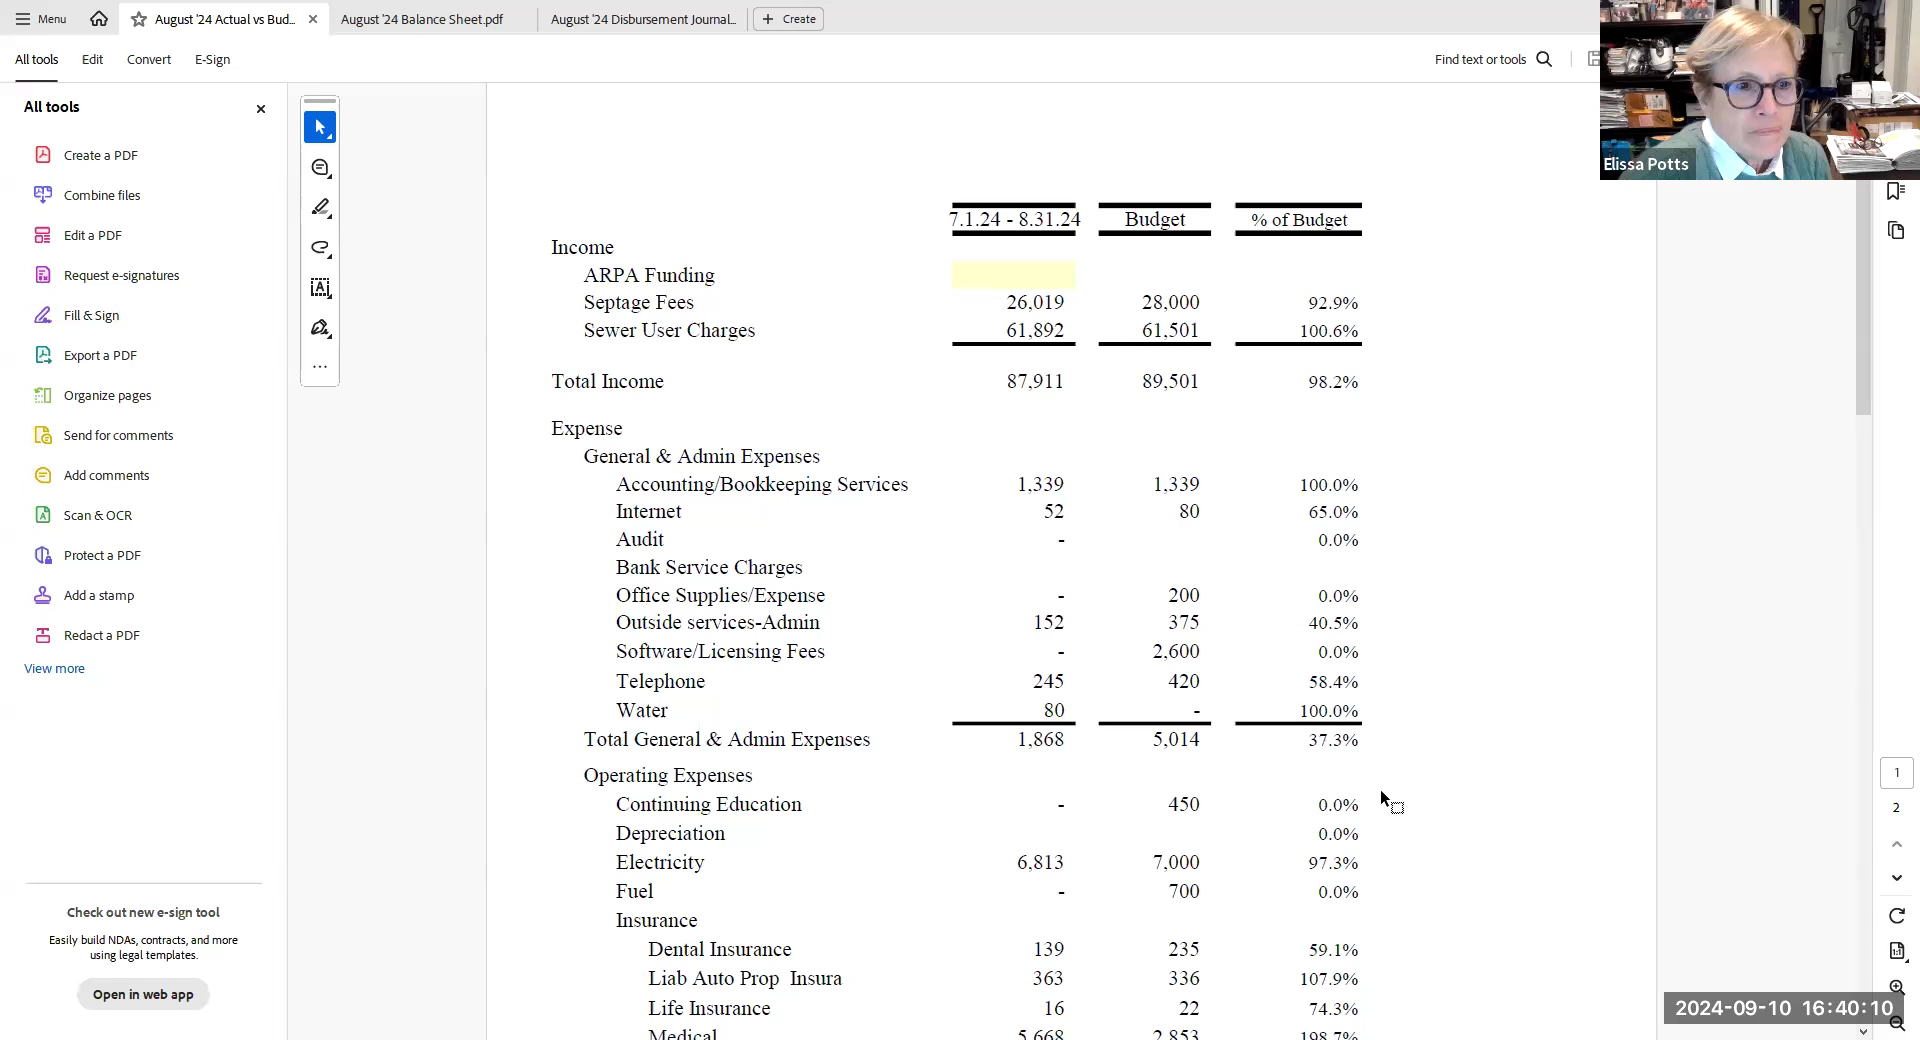 Menu
August '24 Actual vs Bud...
August '24 Balance Sheet.pdf
August '24 Disbursement Journal...
Create
All tools
Edit
Convert
E-Sign
Find text or tools
Elissa Potts
All tools
Create a PDF
Combine files
Edit a PDF
Request e-signatures
Fill & Sign
Export a PDF
Organize pages
Send for comments
Add comments
Scan & OCR
Protect a PDF
Add a stamp
Redact a PDF
View more
Check out new e-sign tool
Easily build NDAs, contracts, and more
using legal templates.
Open in web app
7.1.24 - 8.31.24 Budget % of Budget
Income
ARPA Funding
Septage Fees 26,019 28,000 92.9%
Sewer User Charges 61,892 61,501 100.6%
Total Income 87,911 89,501 98.2%
Expense
General & Admin Expenses
Accounting/Bookkeeping Services 1,339 1,339 100.0%
Internet 52 80 65.0%
Audit - 0.0%
Bank Service Charges
Office Supplies/Expense - 200 0.0%
Outside services-Admin 152 375 40.5%
Software/Licensing Fees - 2,600 0.0%
Telephone 245 420 58.4%
Water 80 - 100.0%
Total General & Admin Expenses 1,868 5,014 37.3%
Operating Expenses
Continuing Education - 450 0.0%
Depreciation 0.0%
Electricity 6,813 7,000 97.3%
Fuel - 700 0.0%
Insurance
Dental Insurance 139 235 59.1%
Liab Auto Prop Insura 363 336 107.9%
Life Insurance 16 22 74.3%
Medical 5,668 2,853 198.7%
1
2
2024-09-10 16:40:10